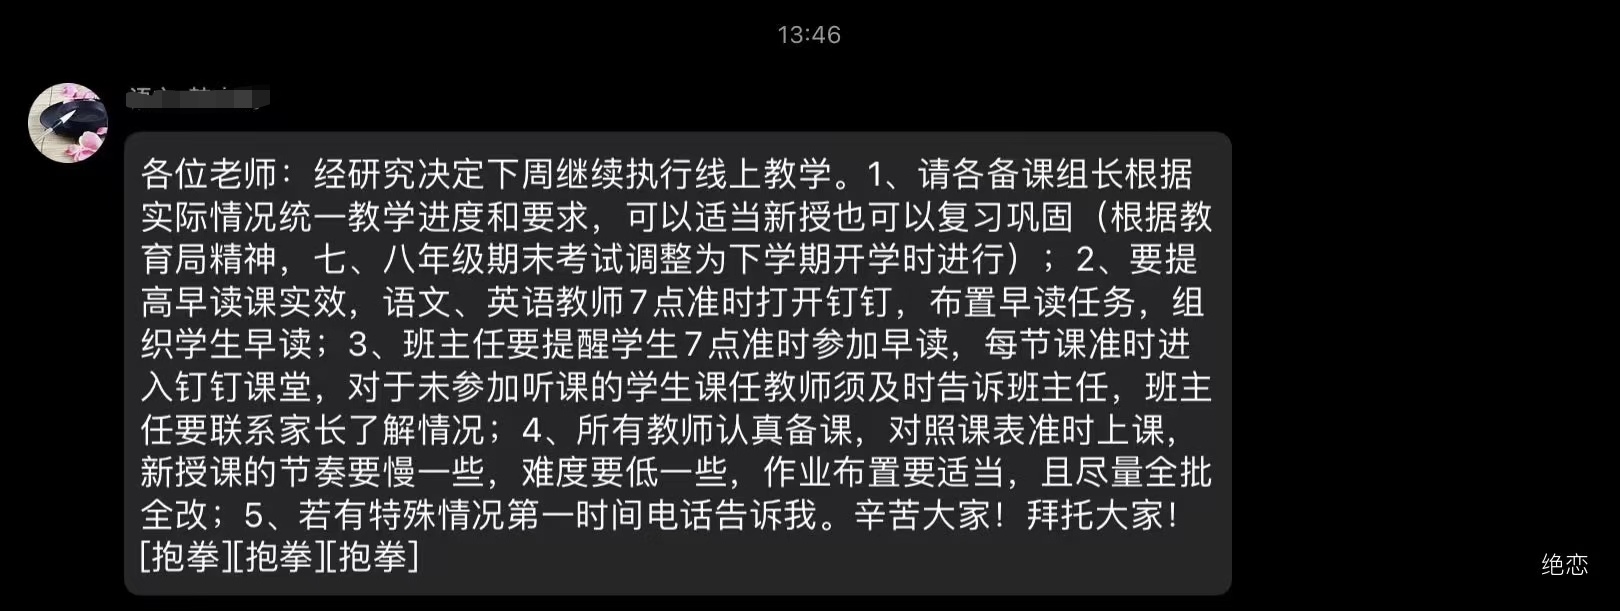 13:46
各位老师：经研究决定下周继续执行线上教学。1、请各备课组长根据
实际情况统一教学进度和要求，可以适当新授也可以复习巩固（根据教
育局精神，七、八年级期末考试调整为下学期开学时进行）；2、要提
高早读课实效，语文、英语教师7点准时打开钉钉，布置早读任务，组
织学生早读；3、班主任要提醒学生7点准时参加早读，每节课准时进
入钉钉课堂，对于未参加听课的学生课任教师须及时告诉班主任，班主
任要联系家长了解情况；4、所有教师认真备课，对照课表准时上课，
新授课的节奏要慢一些，难度要低一些，作业布置要适当，且尽量全批
全改；5、若有特殊情况第一时间电话告诉我。辛苦大家！拜托大家！
[抱拳][抱拳][抱拳]
绝恋